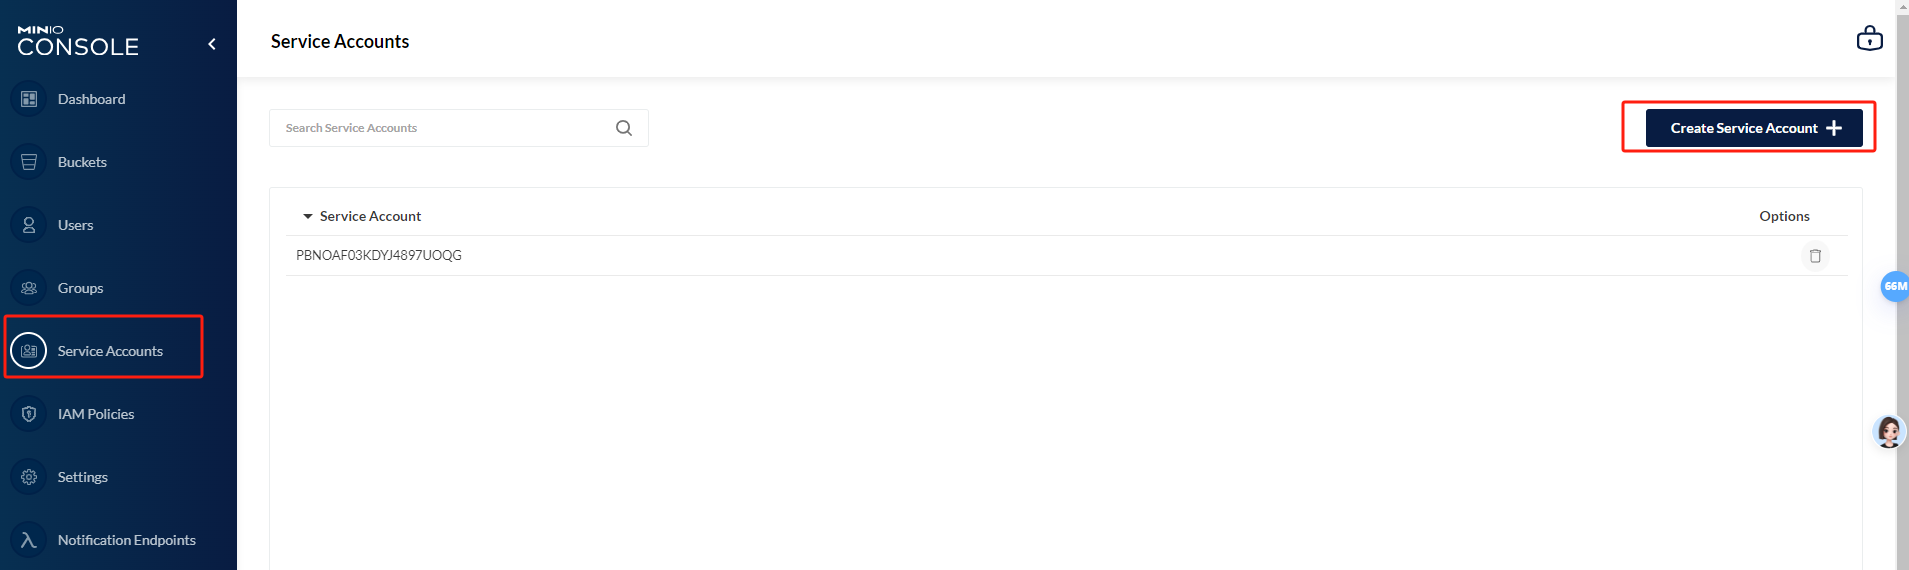 MINIO
CONSOLE
Dashboard
Buckets
Users
Groups
Service Accounts
IAM Policies
Settings
Notification Endpoints
Service Accounts
Search Service Accounts
Create Service Account
Service Account
Options
PBNOAF03KDYJ4897UOQG
66M